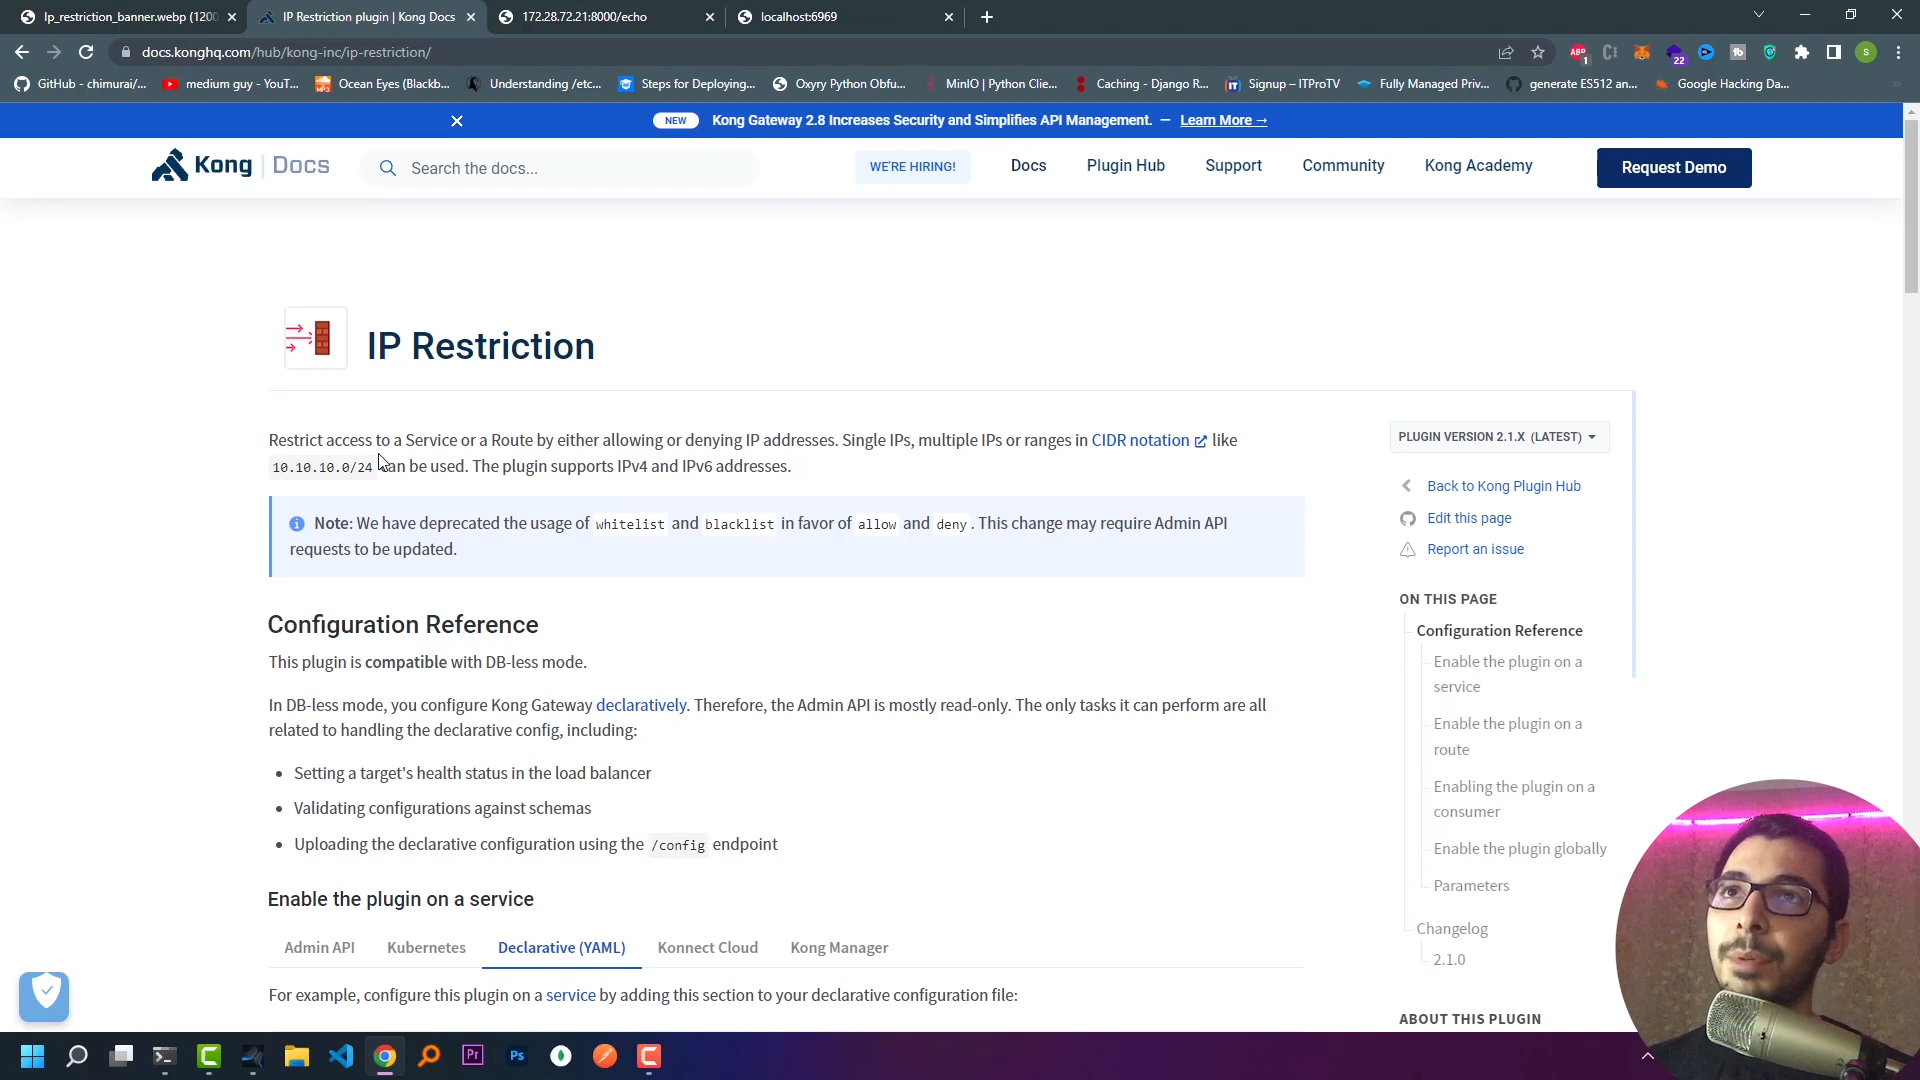 Ip_restriction_banner.webp (1200
IP Restriction plugin | Kong Docs
172.28.72.21:8000/echo
localhost:6969
docs.konghq.com/hub/kong-inc/ip-restriction/
ABP
1
22
fb
S
GitHub - chimurai/...
medium guy - YouT...
Ocean Eyes (Blackb...
Understanding /etc...
Steps for Deploying...
Oxyry Python Obfu...
MinIO | Python Clie...
Caching - Django R...
Signup – ITProTV
Fully Managed Priv...
generate ES512 an...
Google Hacking Da...
NEW
Kong Gateway 2.8 Increases Security and Simplifies API Management. — Learn More →
Kong | Docs
Search the docs...
WE'RE HIRING!
Docs
Plugin Hub
Support
Community
Kong Academy
Request Demo
IP Restriction
Restrict access to a Service or a Route by either allowing or denying IP addresses. Single IPs, multiple IPs or ranges in CIDR notation like
10.10.10.0/24 can be used. The plugin supports IPv4 and IPv6 addresses.
Note: We have deprecated the usage of whitelist and blacklist in favor of allow and deny. This change may require Admin API
requests to be updated.
Configuration Reference
This plugin is compatible with DB-less mode.
In DB-less mode, you configure Kong Gateway declaratively. Therefore, the Admin API is mostly read-only. The only tasks it can perform are all
related to handling the declarative config, including:
• Setting a target's health status in the load balancer
• Validating configurations against schemas
• Uploading the declarative configuration using the /config endpoint
Enable the plugin on a service
Admin API
Kubernetes
Declarative (YAML)
Konnect Cloud
Kong Manager
For example, configure this plugin on a service by adding this section to your declarative configuration file:
PLUGIN VERSION 2.1.X (LATEST)
Back to Kong Plugin Hub
Edit this page
Report an issue
ON THIS PAGE
Configuration Reference
Enable the plugin on a
service
Enable the plugin on a
route
Enabling the plugin on a
consumer
Enable the plugin globally
Parameters
Changelog
2.1.0
ABOUT THIS PLUGIN
Pr
Ps